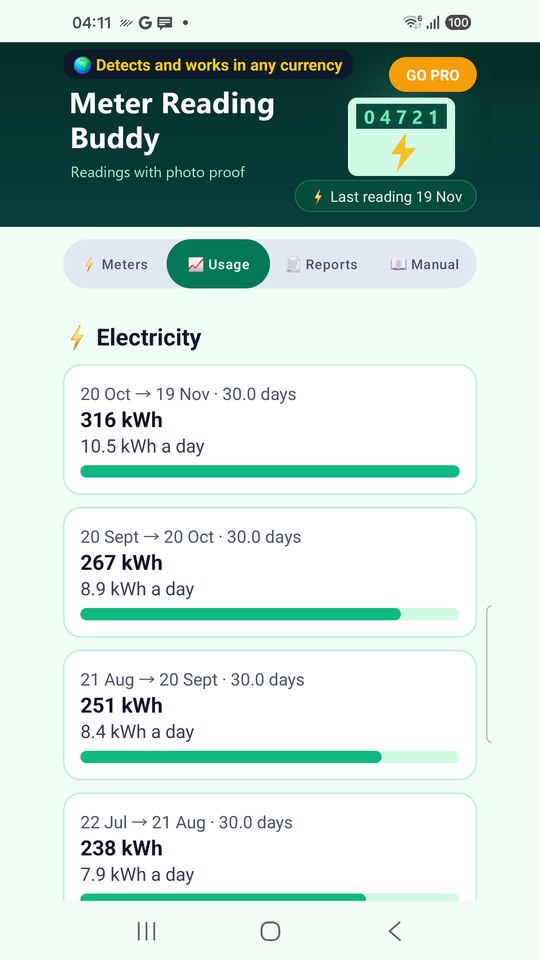 04:11
G
6
100
🌍 Detects and works in any currency
GO PRO
Meter Reading
Buddy
04721
Readings with photo proof
⚡ Last reading 19 Nov
⚡ Meters
📈 Usage
📄 Reports
📖 Manual
⚡ Electricity
20 Oct → 19 Nov · 30.0 days
316 kWh
10.5 kWh a day
20 Sept → 20 Oct · 30.0 days
267 kWh
8.9 kWh a day
21 Aug → 20 Sept · 30.0 days
251 kWh
8.4 kWh a day
22 Jul → 21 Aug · 30.0 days
238 kWh
7.9 kWh a day